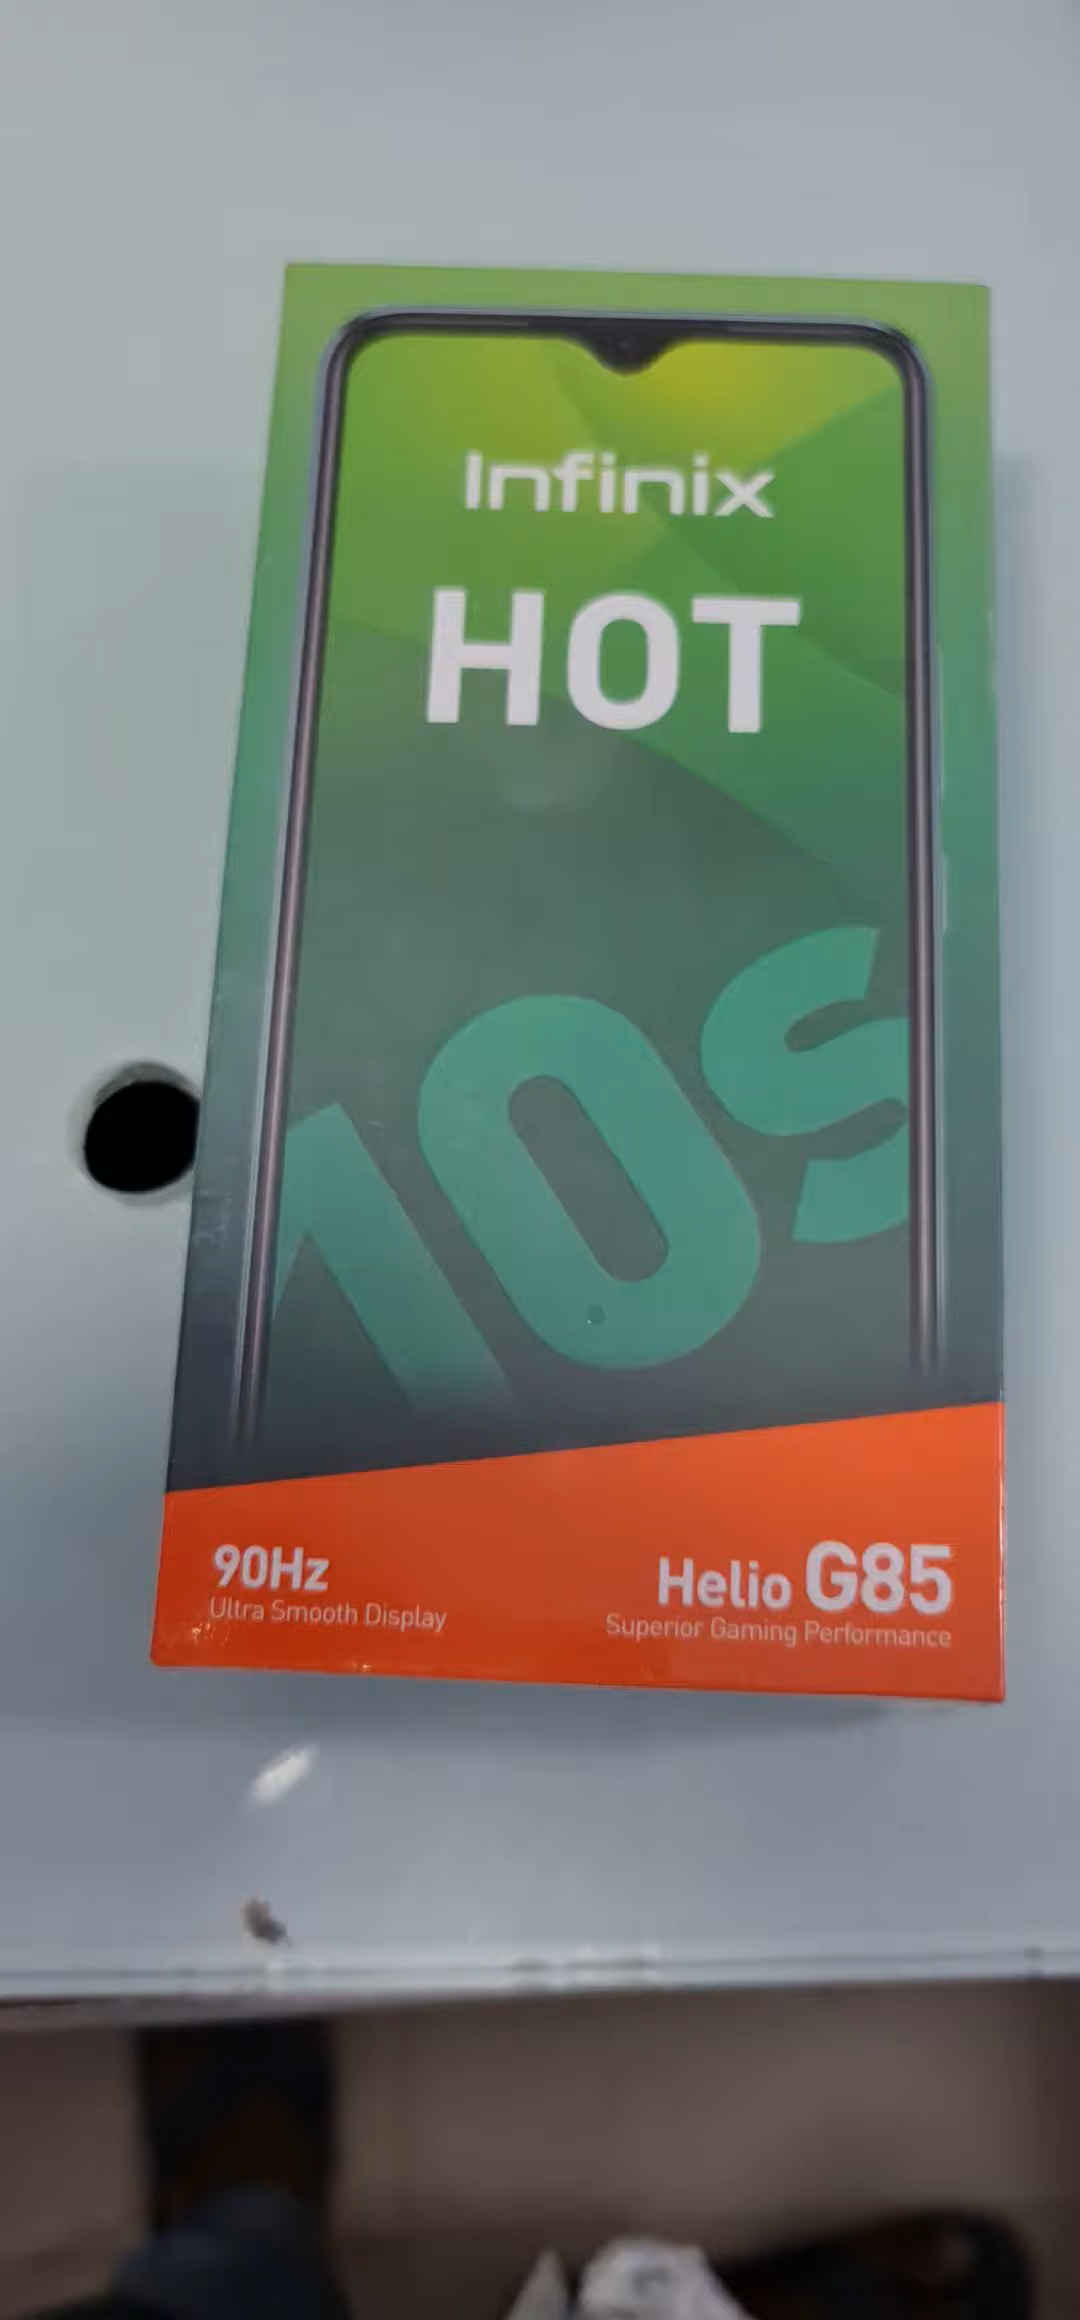 Infinix
HOT
10s
90Hz
Ultra Smooth Display
Helio G85
Superior Gaming Performance